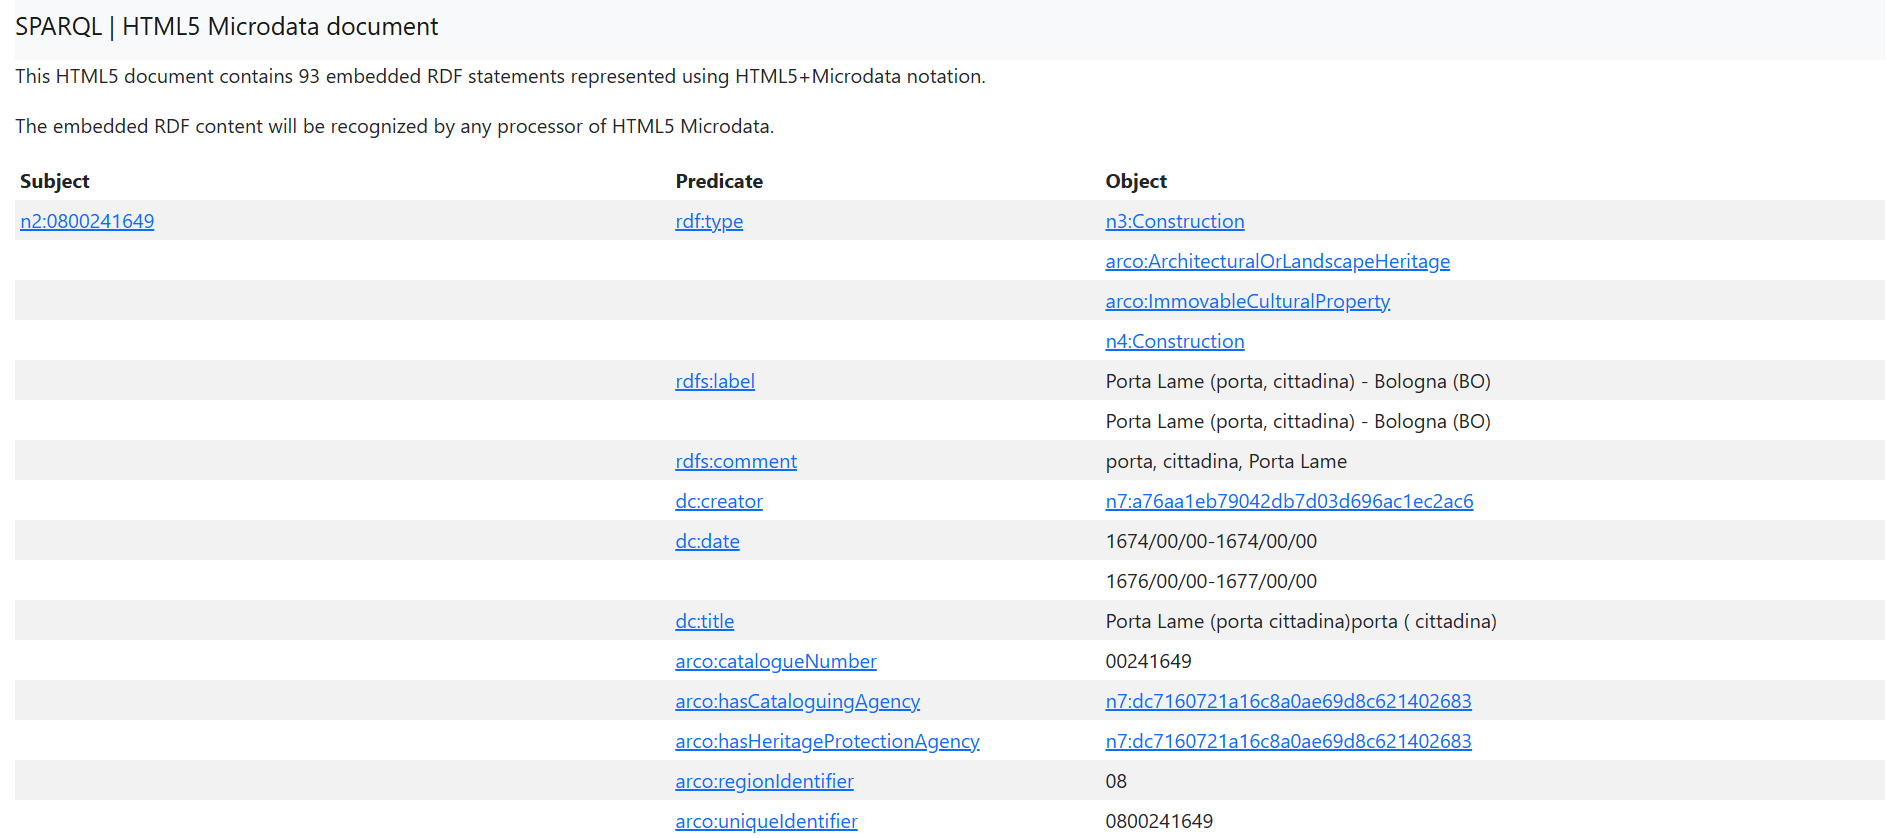 SPARQL | HTML5 Microdata document
This HTML5 document contains 93 embedded RDF statements represented using HTML5+Microdata notation.
The embedded RDF content will be recognized by any processor of HTML5 Microdata.
Subject Predicate Object
n2:0800241649 rdf:type n3:Construction
arco:ArchitecturalOrLandscapeHeritage
arco:ImmovableCulturalProperty
n4:Construction
rdfs:label Porta Lame (porta, cittadina) - Bologna (BO)
Porta Lame (porta, cittadina) - Bologna (BO)
rdfs:comment porta, cittadina, Porta Lame
dc:creator n7:a76aa1eb79042db7d03d696ac1ec2ac6
dc:date 1674/00/00-1674/00/00
1676/00/00-1677/00/00
dc:title Porta Lame (porta cittadina)porta ( cittadina)
arco:catalogueNumber 00241649
arco:hasCataloguingAgency n7:dc7160721a16c8a0ae69d8c621402683
arco:hasHeritageProtectionAgency n7:dc7160721a16c8a0ae69d8c621402683
arco:regionIdentifier 08
arco:uniqueIdentifier 0800241649